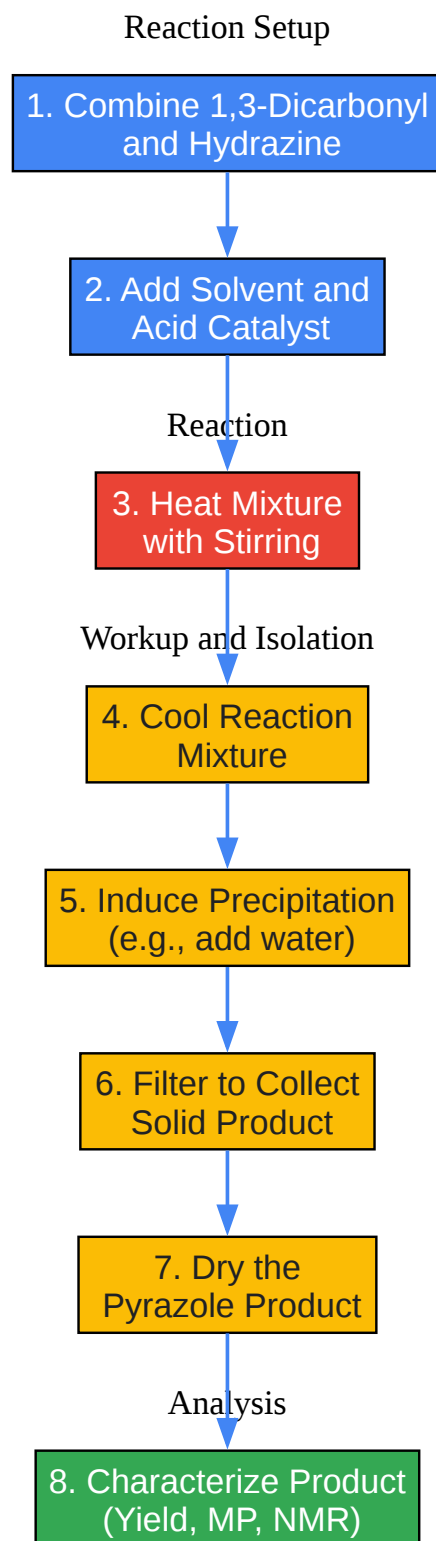 Reaction Setup
1. Combine 1,3-Dicarbonyl
and Hydrazine
2. Add Solvent and
Acid Catalyst
Reaction
3. Heat Mixture
with Stirring
Workup and Isolation
4. Cool Reaction
Mixture
5. Induce Precipitation
(e.g., add water)
6. Filter to Collect
Solid Product
7. Dry the
Pyrazole Product
Analysis
8. Characterize Product
(Yield, MP, NMR)